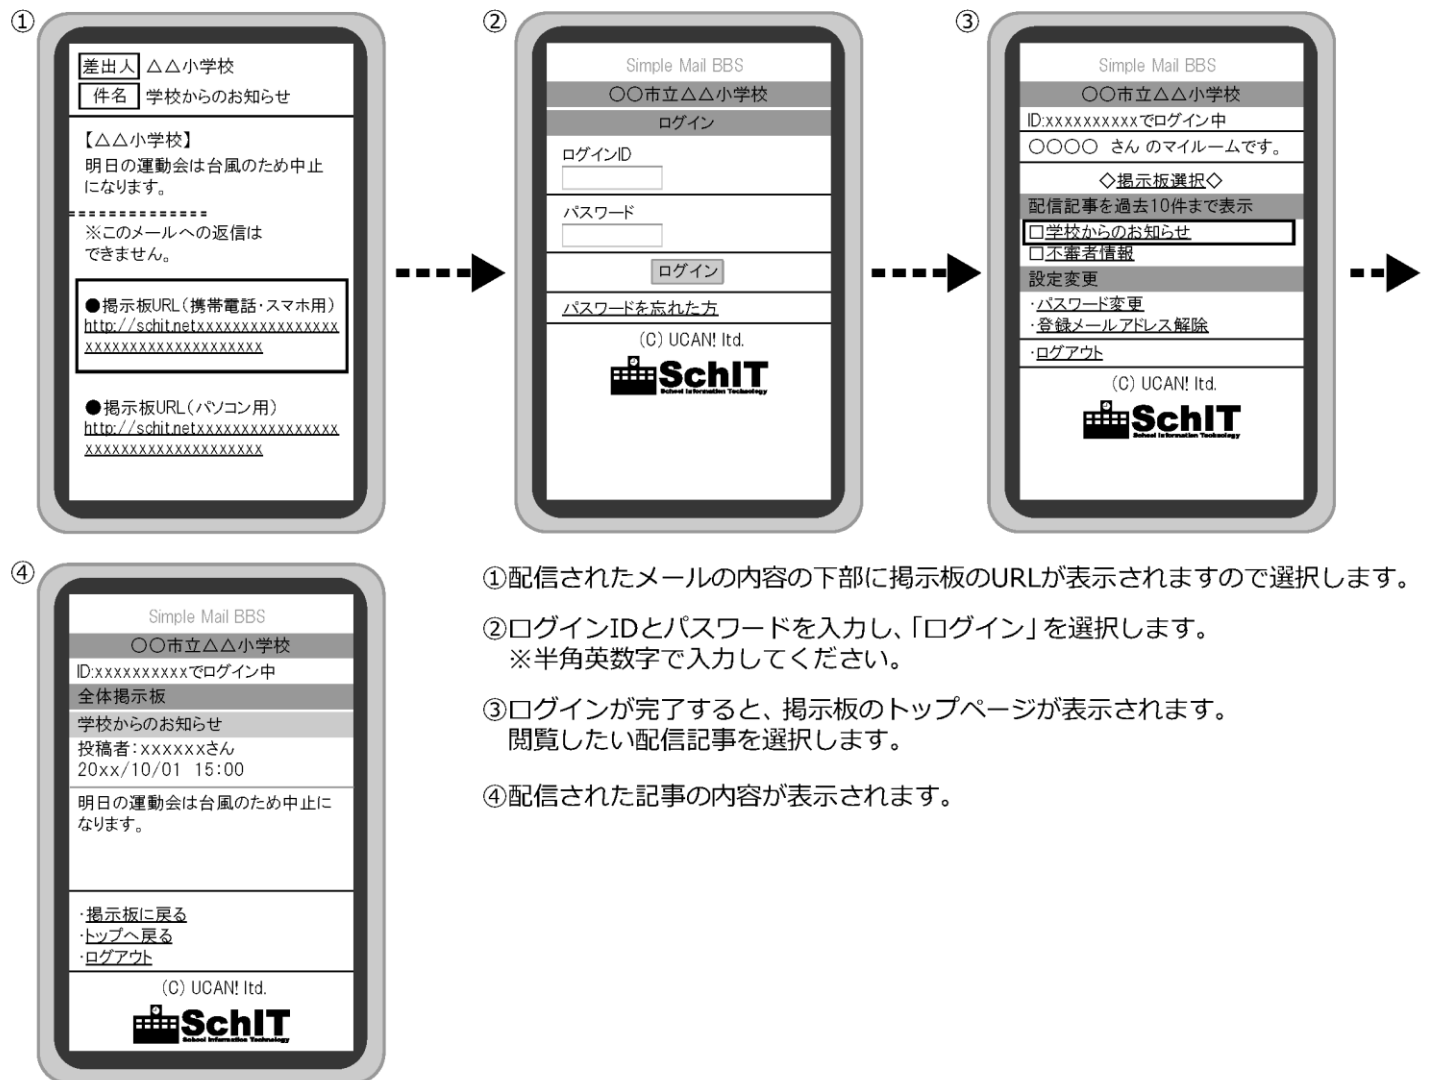 ①
差出人 △△小学校
件名 学校からのお知らせ
【△△小学校】
明日の運動会は台風のため中止
になります。
※このメールへの返信は
できません。
●掲示板URL(携帯電話・スマホ用)
http://schit.netxxxxxxxxxxxxxxxx
xxxxxxxxxxxxxxxxxxxx
●掲示板URL(パソコン用)
http://schit.netxxxxxxxxxxxxxxxx
xxxxxxxxxxxxxxxxxxxx
②
Simple Mail BBS
〇〇市立△△小学校
ログイン
ログインID
パスワード
ログイン
パスワードを忘れた方
(C) UCAN! ltd.
SchIT
School Information Technology
③
Simple Mail BBS
〇〇市立△△小学校
ID:xxxxxxxxxxでログイン中
〇〇〇〇 さん のマイルームです。
◇掲示板選択◇
配信記事を過去10件まで表示
□学校からのお知らせ
□不審者情報
設定変更
・パスワード変更
・登録メールアドレス解除
・ログアウト
(C) UCAN! ltd.
SchIT
School Information Technology
④
Simple Mail BBS
〇〇市立△△小学校
ID:xxxxxxxxxxでログイン中
全体掲示板
学校からのお知らせ
投稿者:xxxxxxさん
20xx/10/01 15:00
明日の運動会は台風のため中止に
なります。
・掲示板に戻る
・トップへ戻る
・ログアウト
(C) UCAN! ltd.
SchIT
School Information Technology
①配信されたメールの内容の下部に掲示板のURLが表示されますので選択します。
②ログインIDとパスワードを入力し、「ログイン」を選択します。
※半角英数字で入力してください。
③ログインが完了すると、掲示板のトップページが表示されます。
閲覧したい配信記事を選択します。
④配信された記事の内容が表示されます。